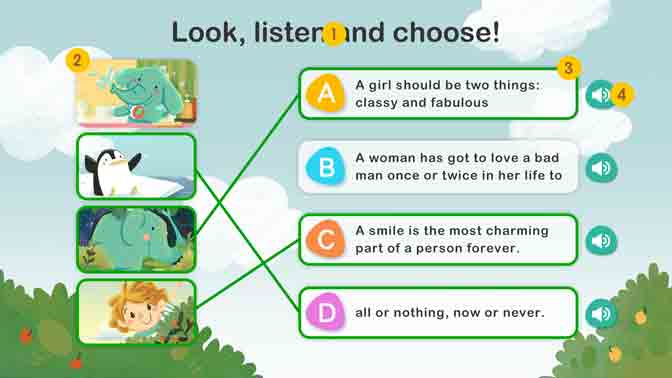 Look, listen and choose!
1
2
3
A
A girl should be two things:
classy and fabulous
4
B
A woman has got to love a bad
man once or twice in her life to
C
A smile is the most charming
part of a person forever.
D
all or nothing, now or never.